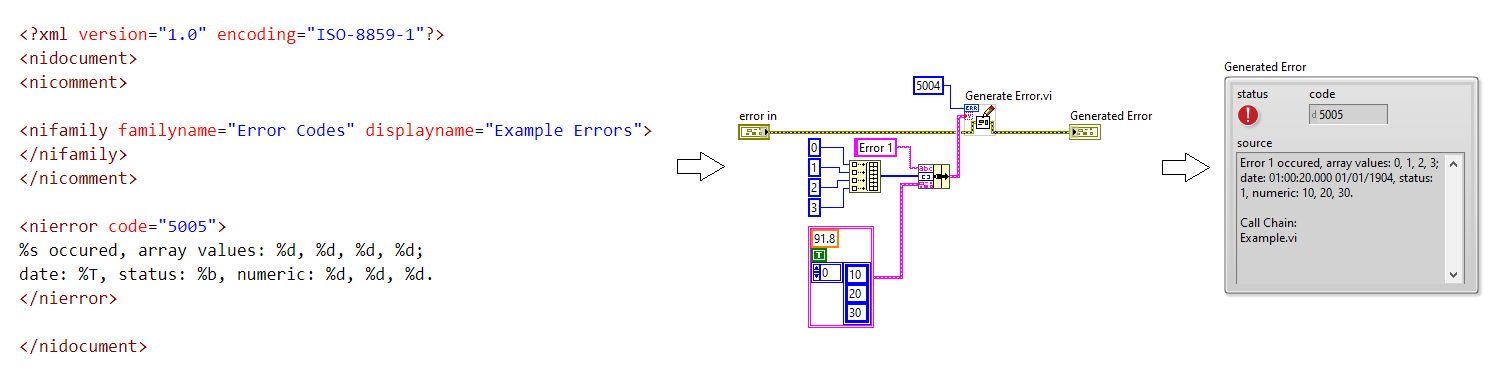 <?xml version="1.0" encoding="ISO-8859-1"?>
<nidocument>
<nicomment>
<nifamily familyname="Error Codes" displayname="Example Errors">
</nifamily>
</nicomment>
<nierror code="5005">
%s occured, array values: %d, %d, %d, %d;
date: %T, status: %b, numeric: %d, %d, %d.
</nierror>
</nidocument>
5004
Generate Error.vi
ERR
error in
Generated Error
Error 1
0
1
2
3
abc
91.8
T
0
10
20
30
Generated Error
status
code
d 5005
source
Error 1 occured, array values: 0, 1, 2, 3;
date: 01:00:20.000 01/01/1904, status:
1, numeric: 10, 20, 30.
Call Chain:
Example.vi